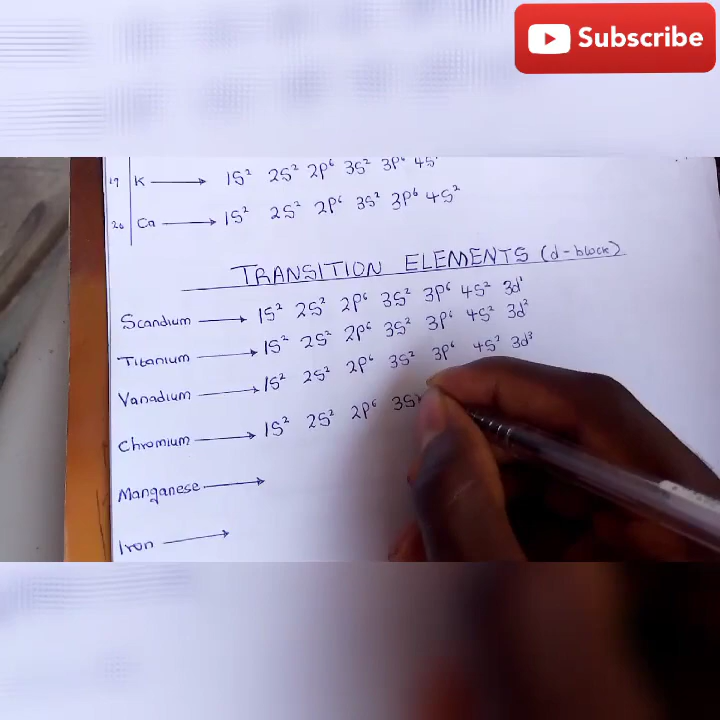 Subscribe
19 K → 1S² 2S² 2P⁶ 3S² 3P⁶ 4S¹
20 Ca → 1S² 2S² 2P⁶ 3S² 3P⁶ 4S²
TRANSITION ELEMENTS (d-block)
Scandium → 1S² 2S² 2P⁶ 3S² 3P⁶ 4S² 3d¹
Titanium → 1S² 2S² 2P⁶ 3S² 3P⁶ 4S² 3d²
Vanadium → 1S² 2S² 2P⁶ 3S² 3P⁶ 4S² 3d³
Chromium → 1S² 2S² 2P⁶ 3S
Manganese →
Iron →